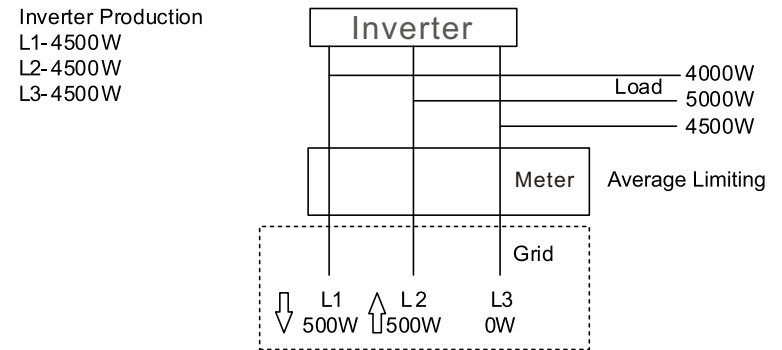 Inverter Production
L1-4500W
L2-4500W
L3-4500W
Inverter
4000W
Load
5000W
4500W
Meter
Average Limiting
Grid
L1 L2 L3
500W 500W 0W